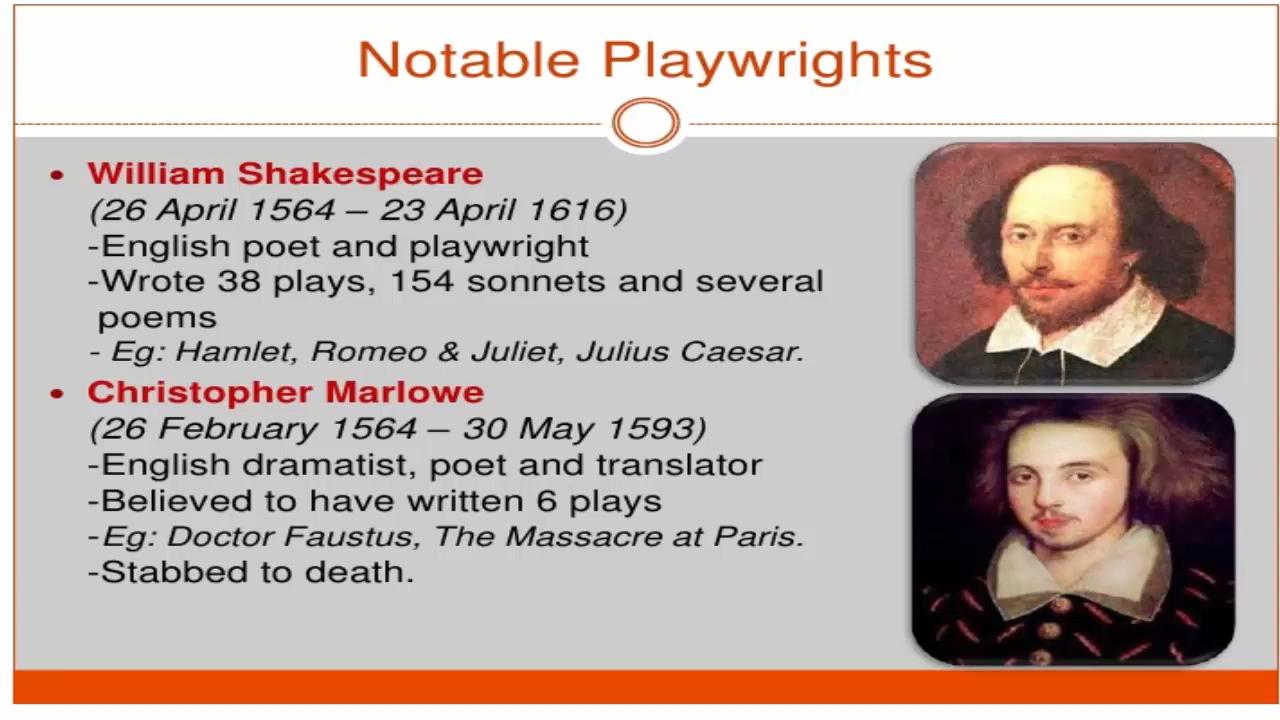 Notable Playwrights
• William Shakespeare
(26 April 1564 – 23 April 1616)
-English poet and playwright
-Wrote 38 plays, 154 sonnets and several
poems
- Eg: Hamlet, Romeo & Juliet, Julius Caesar.
• Christopher Marlowe
(26 February 1564 – 30 May 1593)
-English dramatist, poet and translator
-Believed to have written 6 plays
-Eg: Doctor Faustus, The Massacre at Paris.
-Stabbed to death.